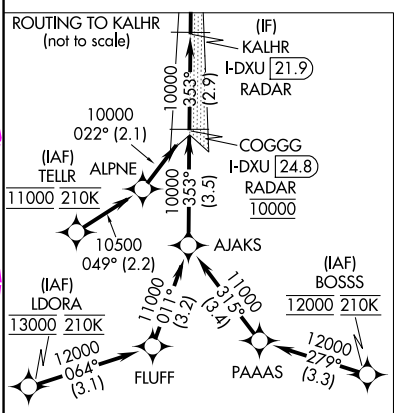 ROUTING TO KALHR
(not to scale)
(IF)
KALHR
I-DXU 21.9
RADAR
10000
353°
(2.9)
10000
022° (2.1)
COGGG
I-DXU 24.8
RADAR
10000
(IAF)
TELLR
11000 210K
ALPNE
10000
353°
(3.5)
10500
049° (2.2)
AJAKS
(IAF)
LDORA
13000 210K
11000
011°
(3.2)
11000
315°
(3.4)
(IAF)
BOSSS
12000 210K
12000
064°
(3.1)
FLUFF
PAAAS
12000
279°
(3.3)